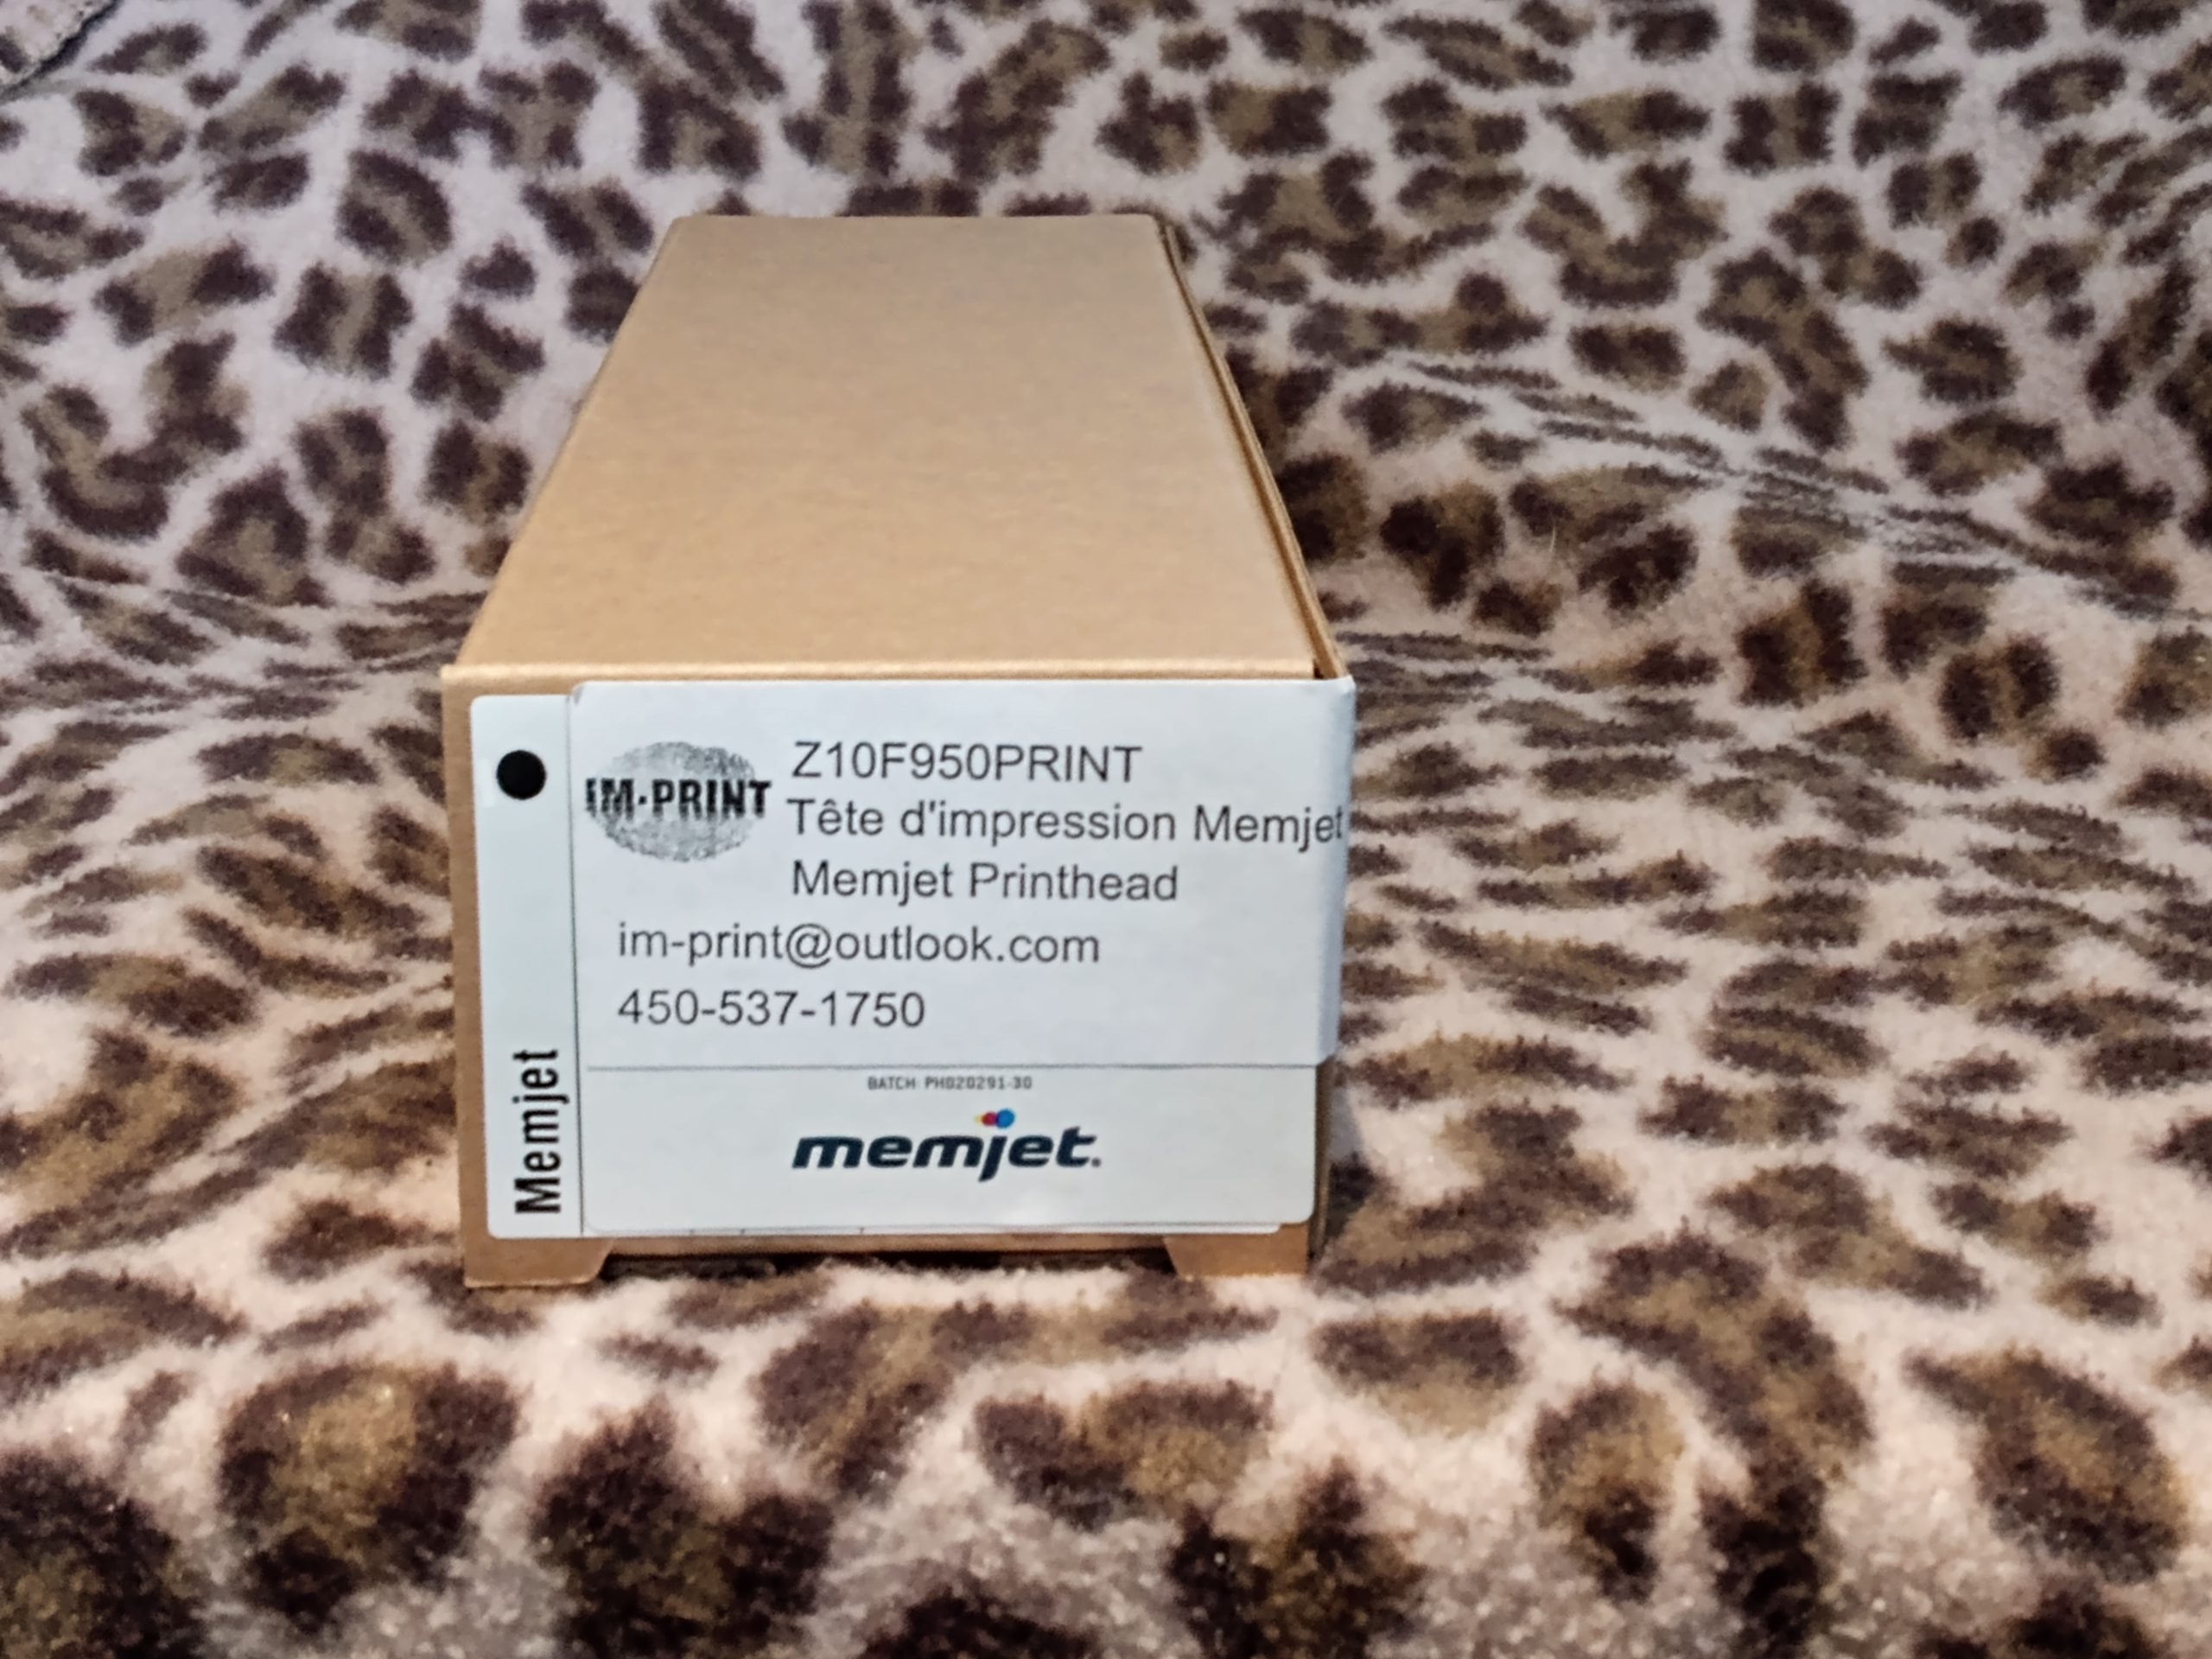 IM-PRINT
Z10F950PRINT
Tête d'impression Memjet
Memjet Printhead
im-print@outlook.com
450-537-1750
BATCH: PH020291-30
memjet.
Memjet